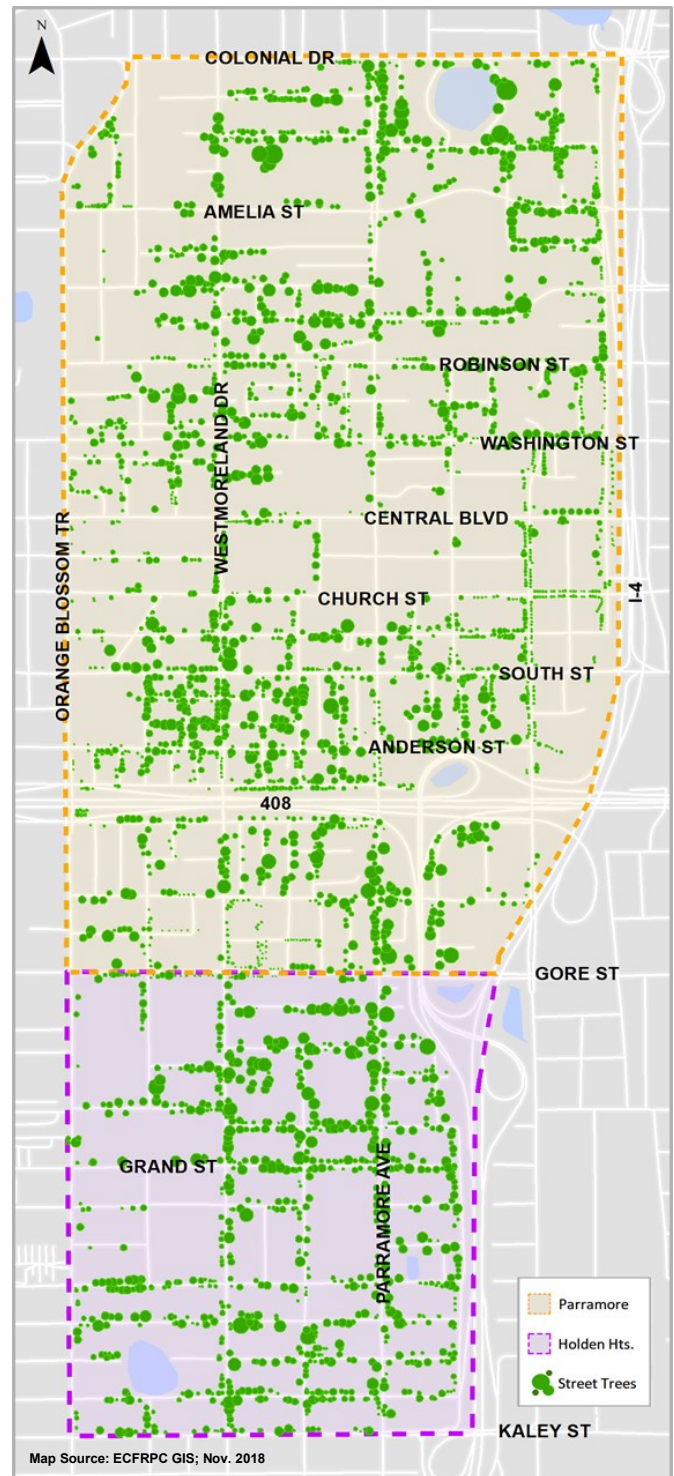 N
COLONIAL DR
AMELIA ST
ROBINSON ST
WESTMORELAND DR
WASHINGTON ST
ORANGE BLOSSOM TR
CENTRAL BLVD
I-4
CHURCH ST
SOUTH ST
ANDERSON ST
408
GORE ST
GRAND ST
PARRAMORE AVE
Parramore
Holden Hts.
Street Trees
KALEY ST
Map Source: ECFRPC GIS; Nov. 2018